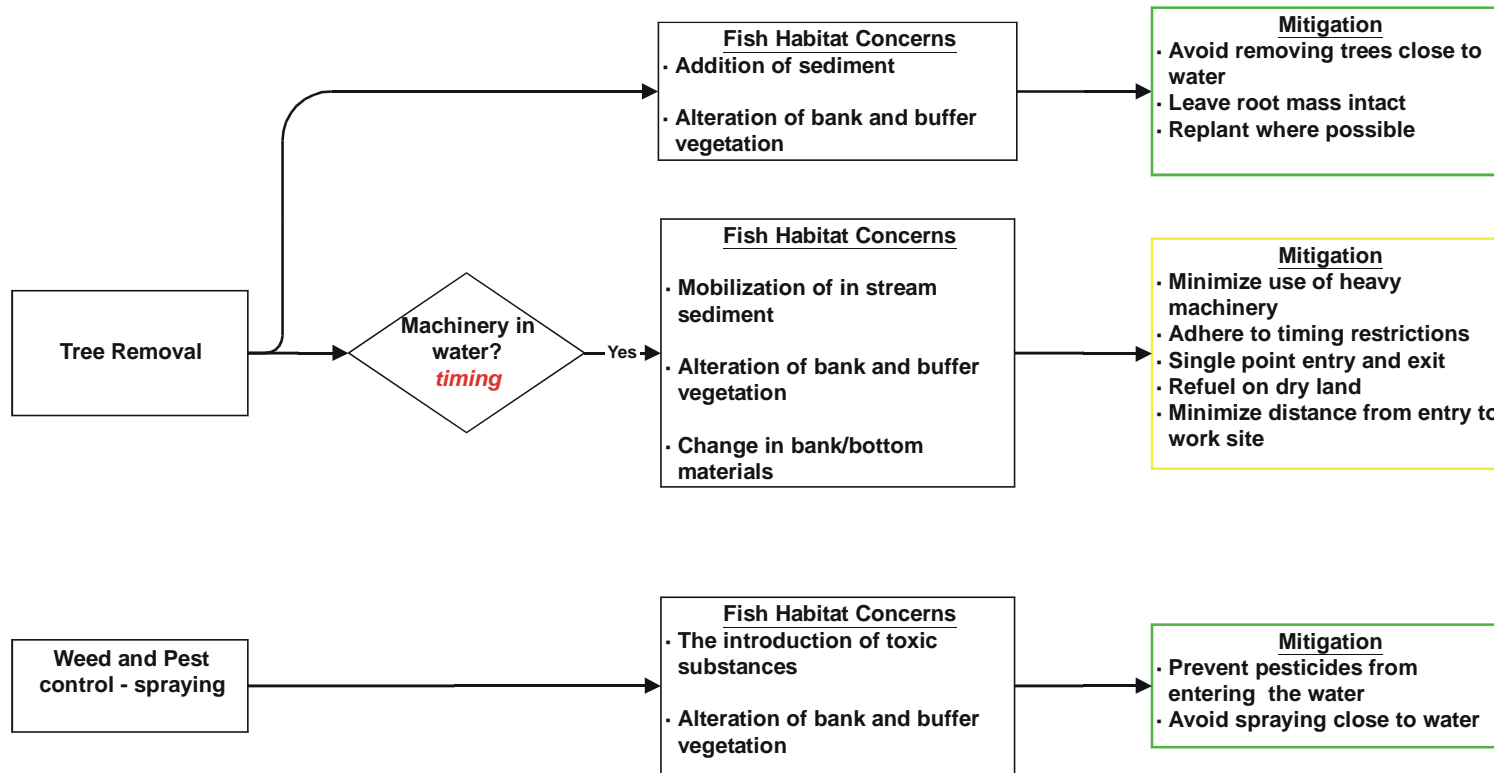 Fish Habitat Concerns
· Addition of sediment
· Alteration of bank and buffer
vegetation
Mitigation
· Avoid removing trees close to
water
· Leave root mass intact
· Replant where possible
Tree Removal
Machinery in
water?
timing
Yes
Fish Habitat Concerns
· Mobilization of in stream
sediment
· Alteration of bank and buffer
vegetation
· Change in bank/bottom
materials
Mitigation
· Minimize use of heavy
machinery
· Adhere to timing restrictions
· Single point entry and exit
· Refuel on dry land
· Minimize distance from entry to
work site
Weed and Pest
control - spraying
Fish Habitat Concerns
· The introduction of toxic
substances
· Alteration of bank and buffer
vegetation
Mitigation
· Prevent pesticides from
entering  the water
· Avoid spraying close to water